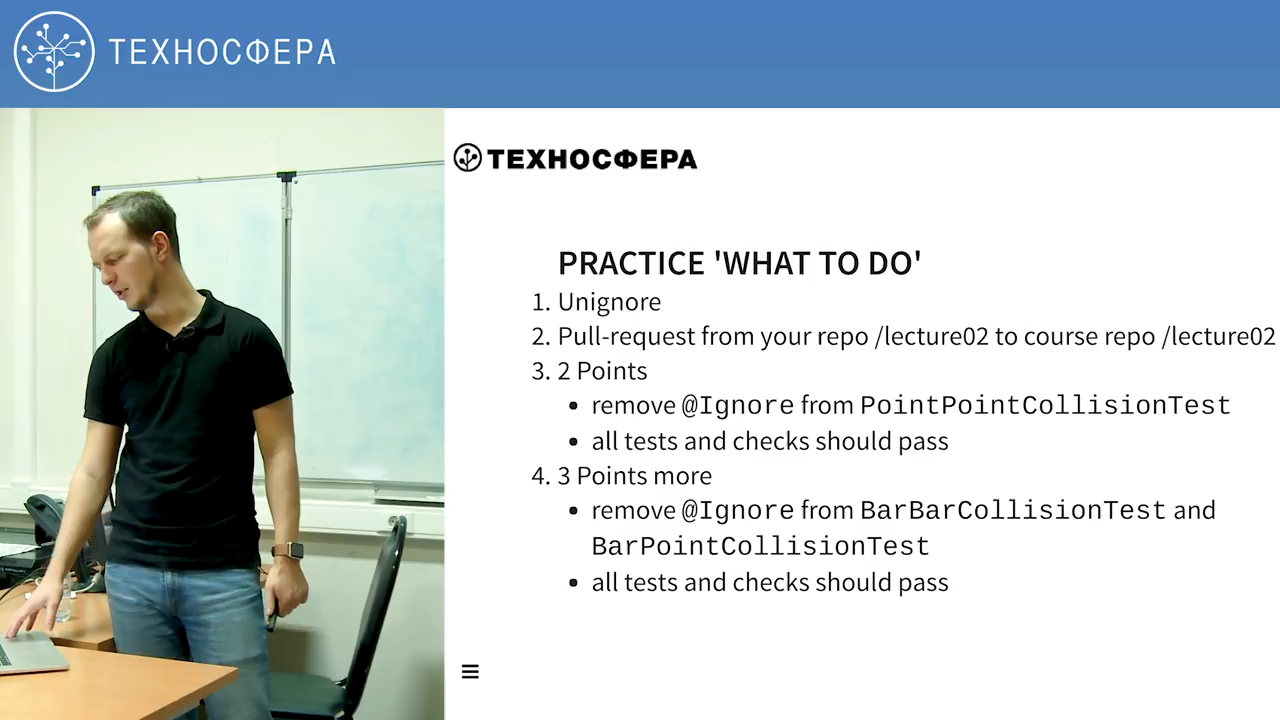 ТЕХНОСФЕРА
ТЕХНОСФЕРА
PRACTICE 'WHAT TO DO'
1. Unignore
2. Pull-request from your repo /lecture02 to course repo /lecture02
3. 2 Points
• remove @Ignore from PointPointCollisionTest
• all tests and checks should pass
4. 3 Points more
• remove @Ignore from BarBarCollisionTest and
BarPointCollisionTest
• all tests and checks should pass